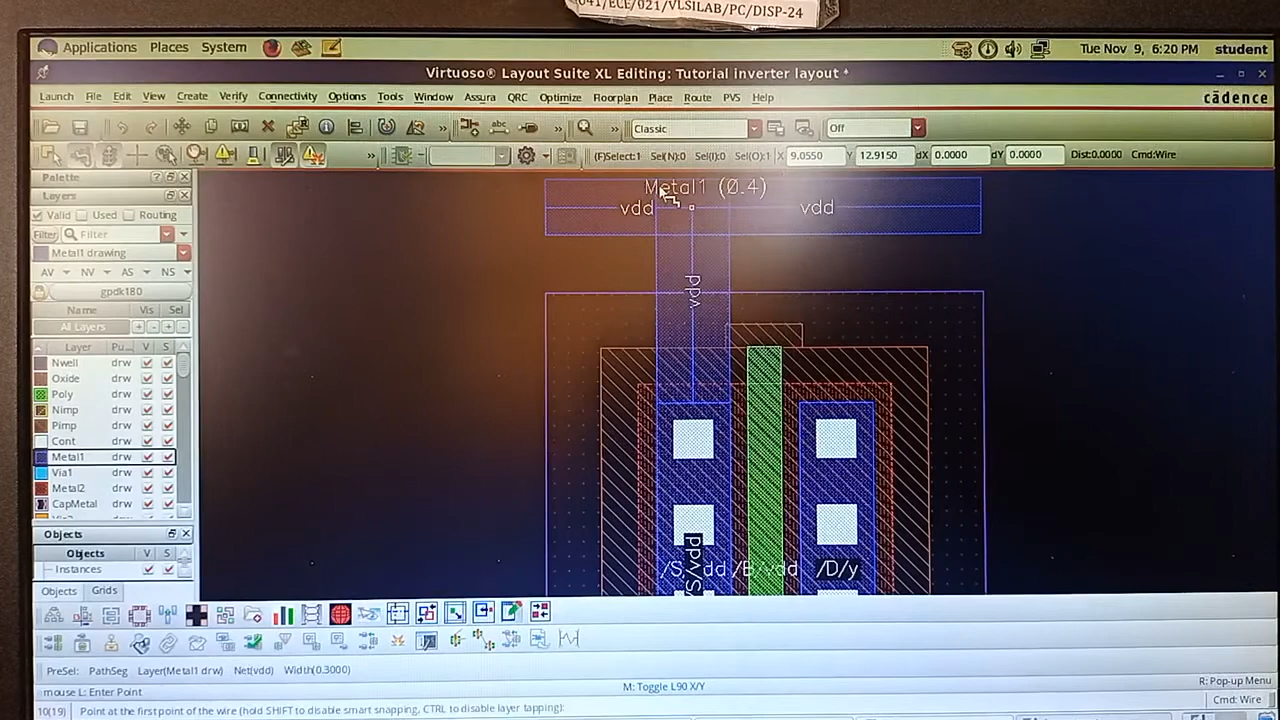 041/ECE/021/VLSILAB/PC/DISP-24
Applications Places System Tue Nov 9, 6:20 PM student
Virtuoso® Layout Suite XL Editing: Tutorial inverter layout *
Launch File Edit View Create Verify Connectivity Options Tools Window Assura QRC Optimize Floorplan Place Route PVS Help cādence
» » Classic Off
» (F)Select:1 Sel(N):0 Sel(I):0 Sel(O):1 X 9.0550 Y 12.9150 dX 0.0000 dY 0.0000 Dist:0.0000 Cmd:Wire
Palette
Layers
Valid Used Routing
Filter Filter
Metal1 drawing
AV NV AS NS
gpdk180
Name Vis Sel
All Layers + - + -
Layer Pu... V S
Nwell drw
Oxide drw
Poly drw
Nimp drw
Pimp drw
Cont drw
Metal1 drw
Via1 drw
Metal2 drw
CapMetal drw
Objects
Objects V S
Instances
Objects Grids
Metal1 (0.4)
vdd vdd
vdd
/S/vdd
/S/vdd /B/vdd /D/y
PreSel: PathSeg Layer(Metal1 drw) Net(vdd) Width(0.3000)
mouse L: Enter Point M: Toggle L90 X/Y R: Pop-up Menu
10(19) Point at the first point of the wire (hold SHIFT to disable smart snapping, CTRL to disable layer tapping): Cmd: Wire